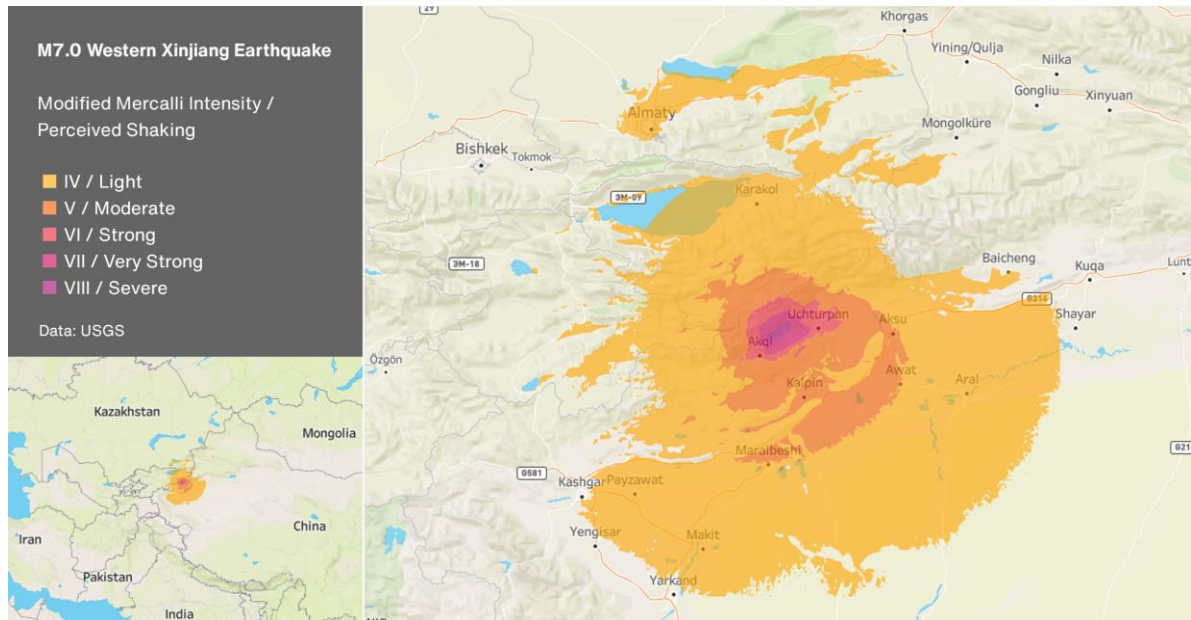 M7.0 Western Xinjiang Earthquake
Modified Mercalli Intensity /
Perceived Shaking
IV / Light
V / Moderate
VI / Strong
VII / Very Strong
VIII / Severe
Data: USGS
Kazakhstan
Mongolia
China
Iran
Pakistan
India
29
Khorgas
Yining/Qulja
Nilka
Gongliu
Xinyuan
Almaty
Mongolküre
Bishkek
Tokmok
ЭМ-09
Karakol
ЭМ-18
Baicheng
Kuqa
Lunt
G314
Shayar
Uchturpan
Aksu
Akqi
Özgön
Kalpin
Awat
Aral
Maralbeshi
G21
G581
Kashgar
Payzawat
Yengisar
Makit
Yarkand